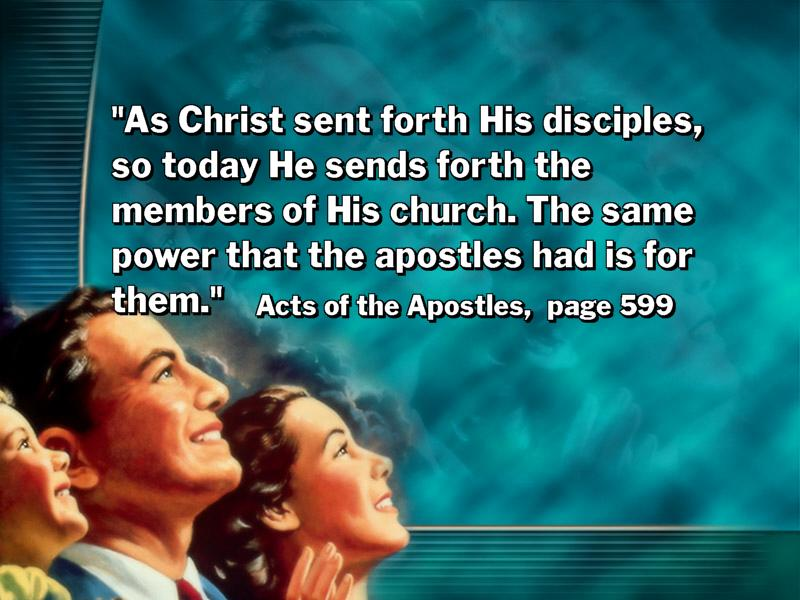 "As Christ sent forth His disciples,
so today He sends forth the
members of His church. The same
power that the apostles had is for
them." Acts of the Apostles, page 599